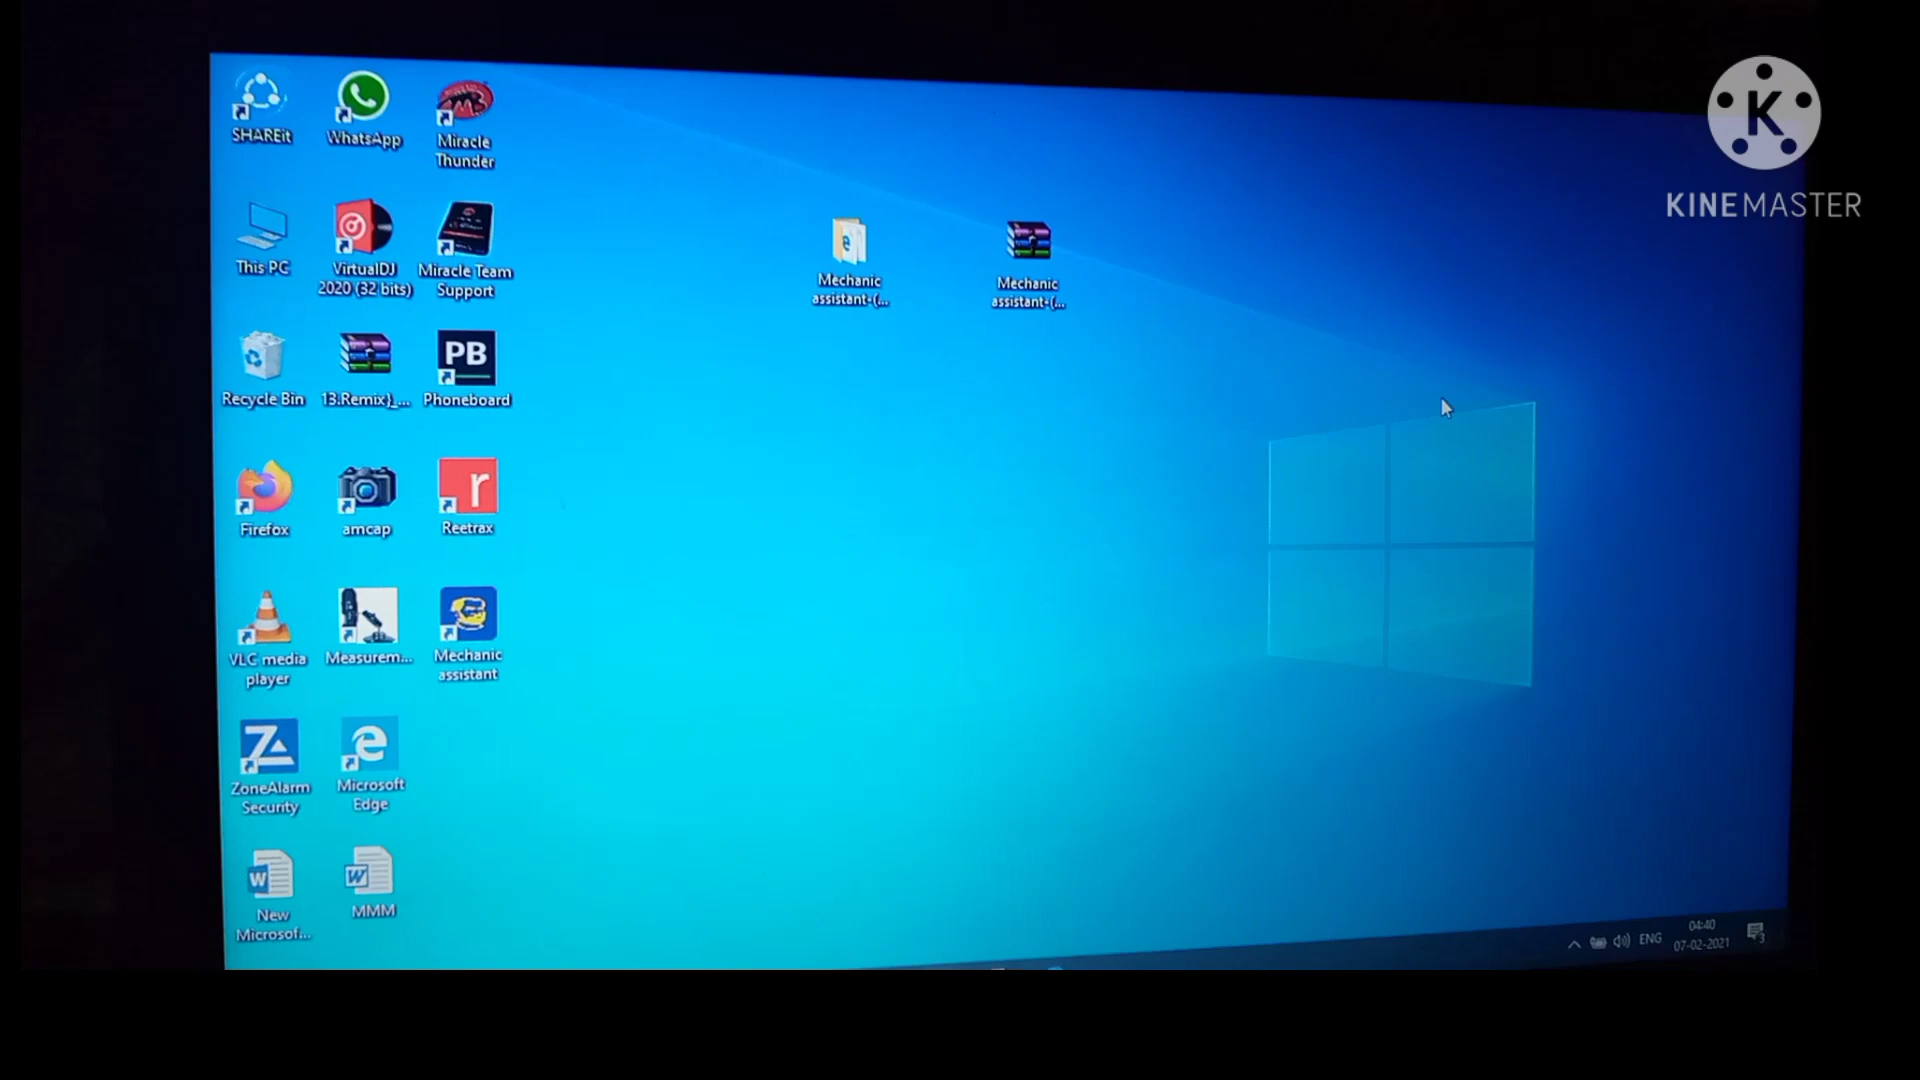 SHAREit
WhatsApp
Miracle
Thunder
This PC
VirtualDJ
2020 (32 bits)
Miracle Team
Support
Mechanic
assistant-(...
Mechanic
assistant-(...
Recycle Bin
13.Remix}_...
PB
Phoneboard
Firefox
amcap
r
Reetrax
VLC media
player
Measurem...
Mechanic
assistant
ZoneAlarm
Security
Microsoft
Edge
New
Microsof...
MMM
ENG
04:40
07-02-2021
3
K
KINEMASTER